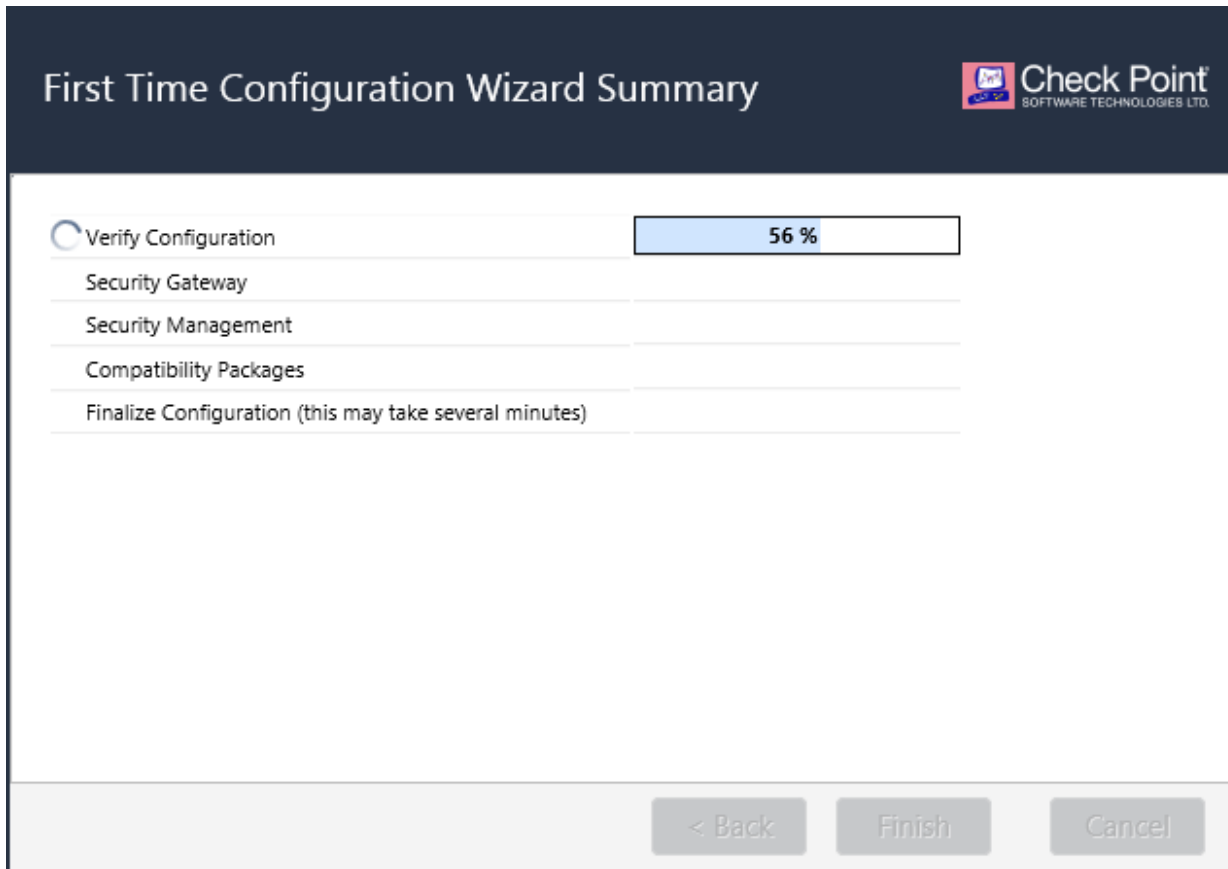 First Time Configuration Wizard Summary
Check Point
SOFTWARE TECHNOLOGIES LTD.
Verify Configuration 56 %
Security Gateway
Security Management
Compatibility Packages
Finalize Configuration (this may take several minutes)
< Back Finish Cancel